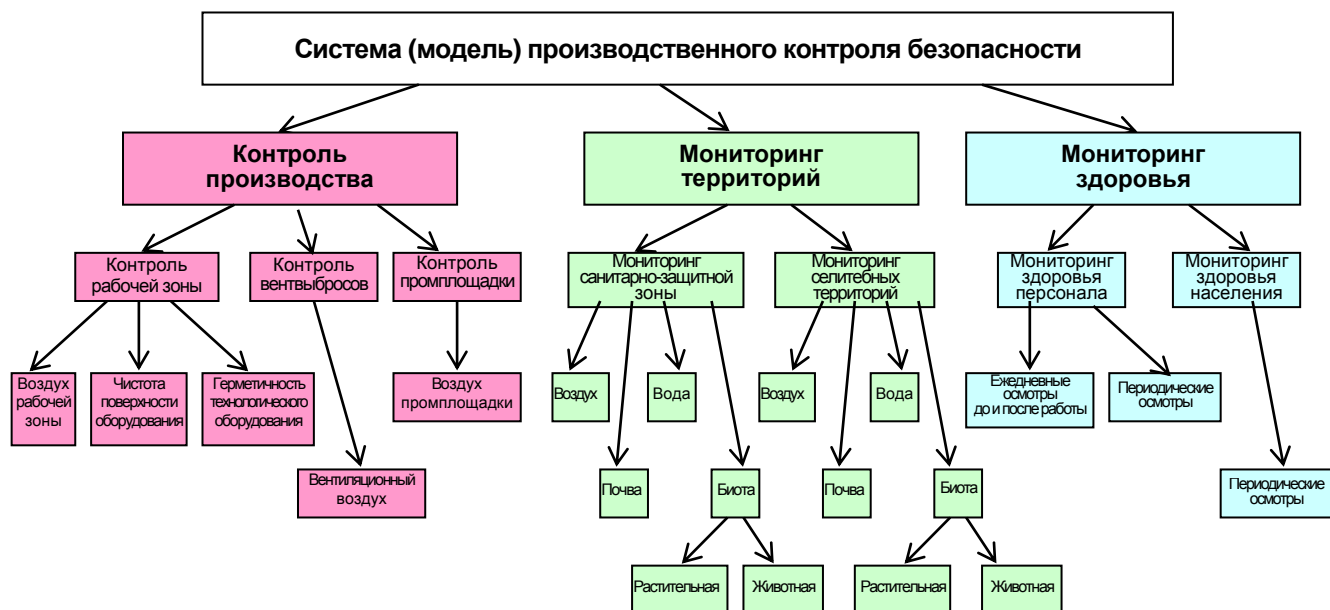 Система (модель) производственного контроля безопасности
Контроль
производства
Мониторинг
территорий
Мониторинг
здоровья
Контроль
рабочей зоны
Контроль
вентвыбросов
Контроль
промплощадки
Мониторинг
санитарно-защитной
зоны
Мониторинг
селитебных
территорий
Мониторинг
здоровья
персонала
Мониторинг
здоровья
населения
Воздух
рабочей
зоны
Чистота
поверхности
оборудования
Герметичность
технологического
оборудования
Воздух
промплощадки
Воздух
Вода
Воздух
Вода
Ежедневные
осмотры
до и после работы
Периодические
осмотры
Вентиляционный
воздух
Почва
Биота
Почва
Биота
Периодические
осмотры
Растительная
Животная
Растительная
Животная